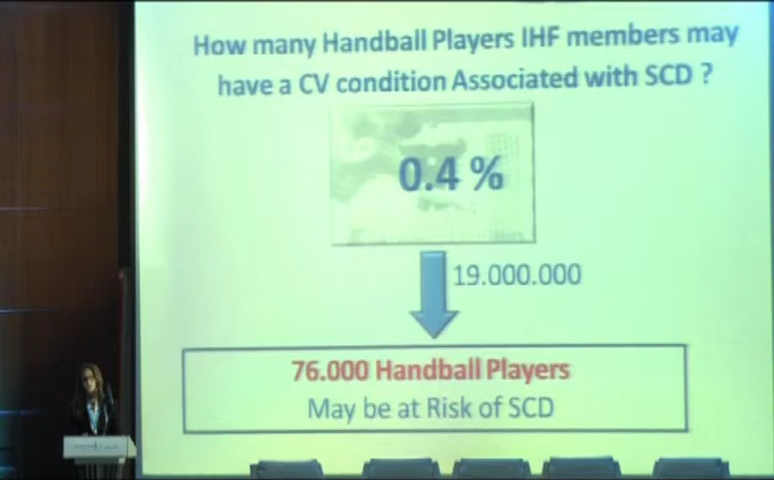 How many Handball Players IHF members may
have a CV condition Associated with SCD ?
0.4 %
19.000.000
76.000 Handball Players
May be at Risk of SCD